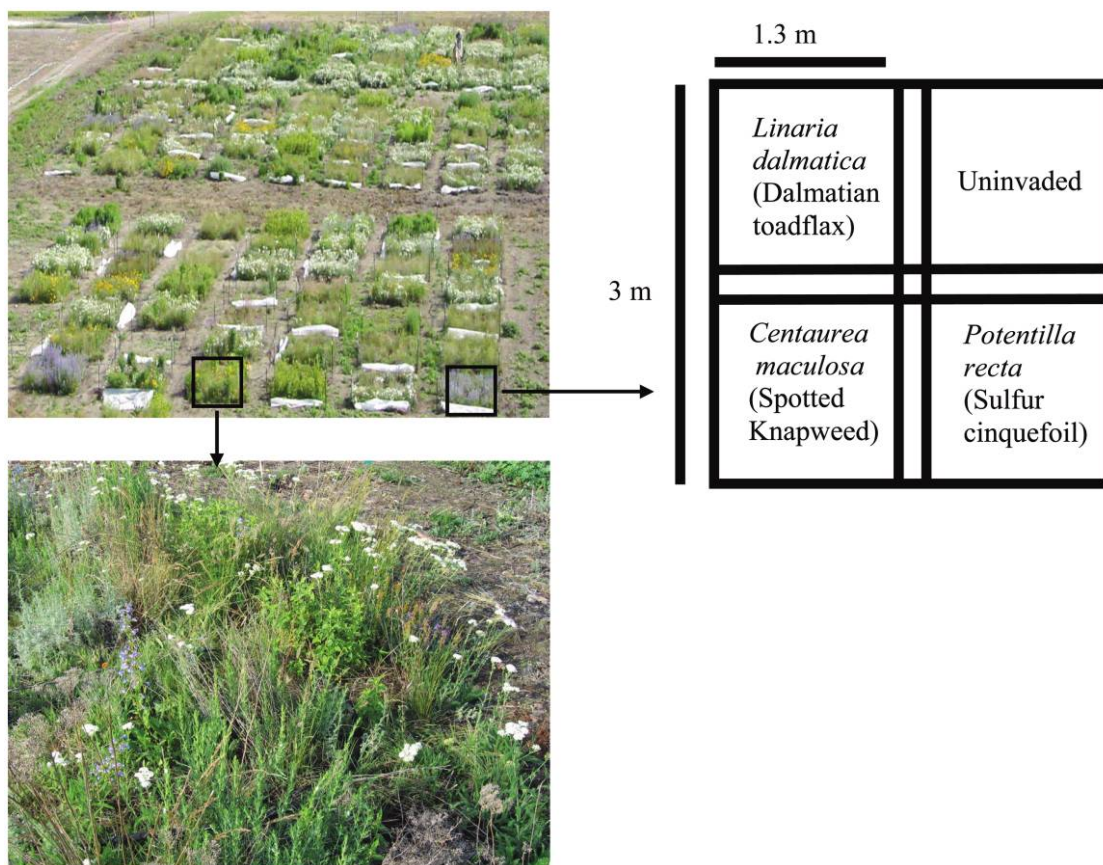 1.3 m
Linaria
dalmatica
(Dalmatian
toadflax)
Uninvaded
3 m
Centaurea
maculosa
(Spotted
Knapweed)
Potentilla
recta
(Sulfur
cinquefoil)